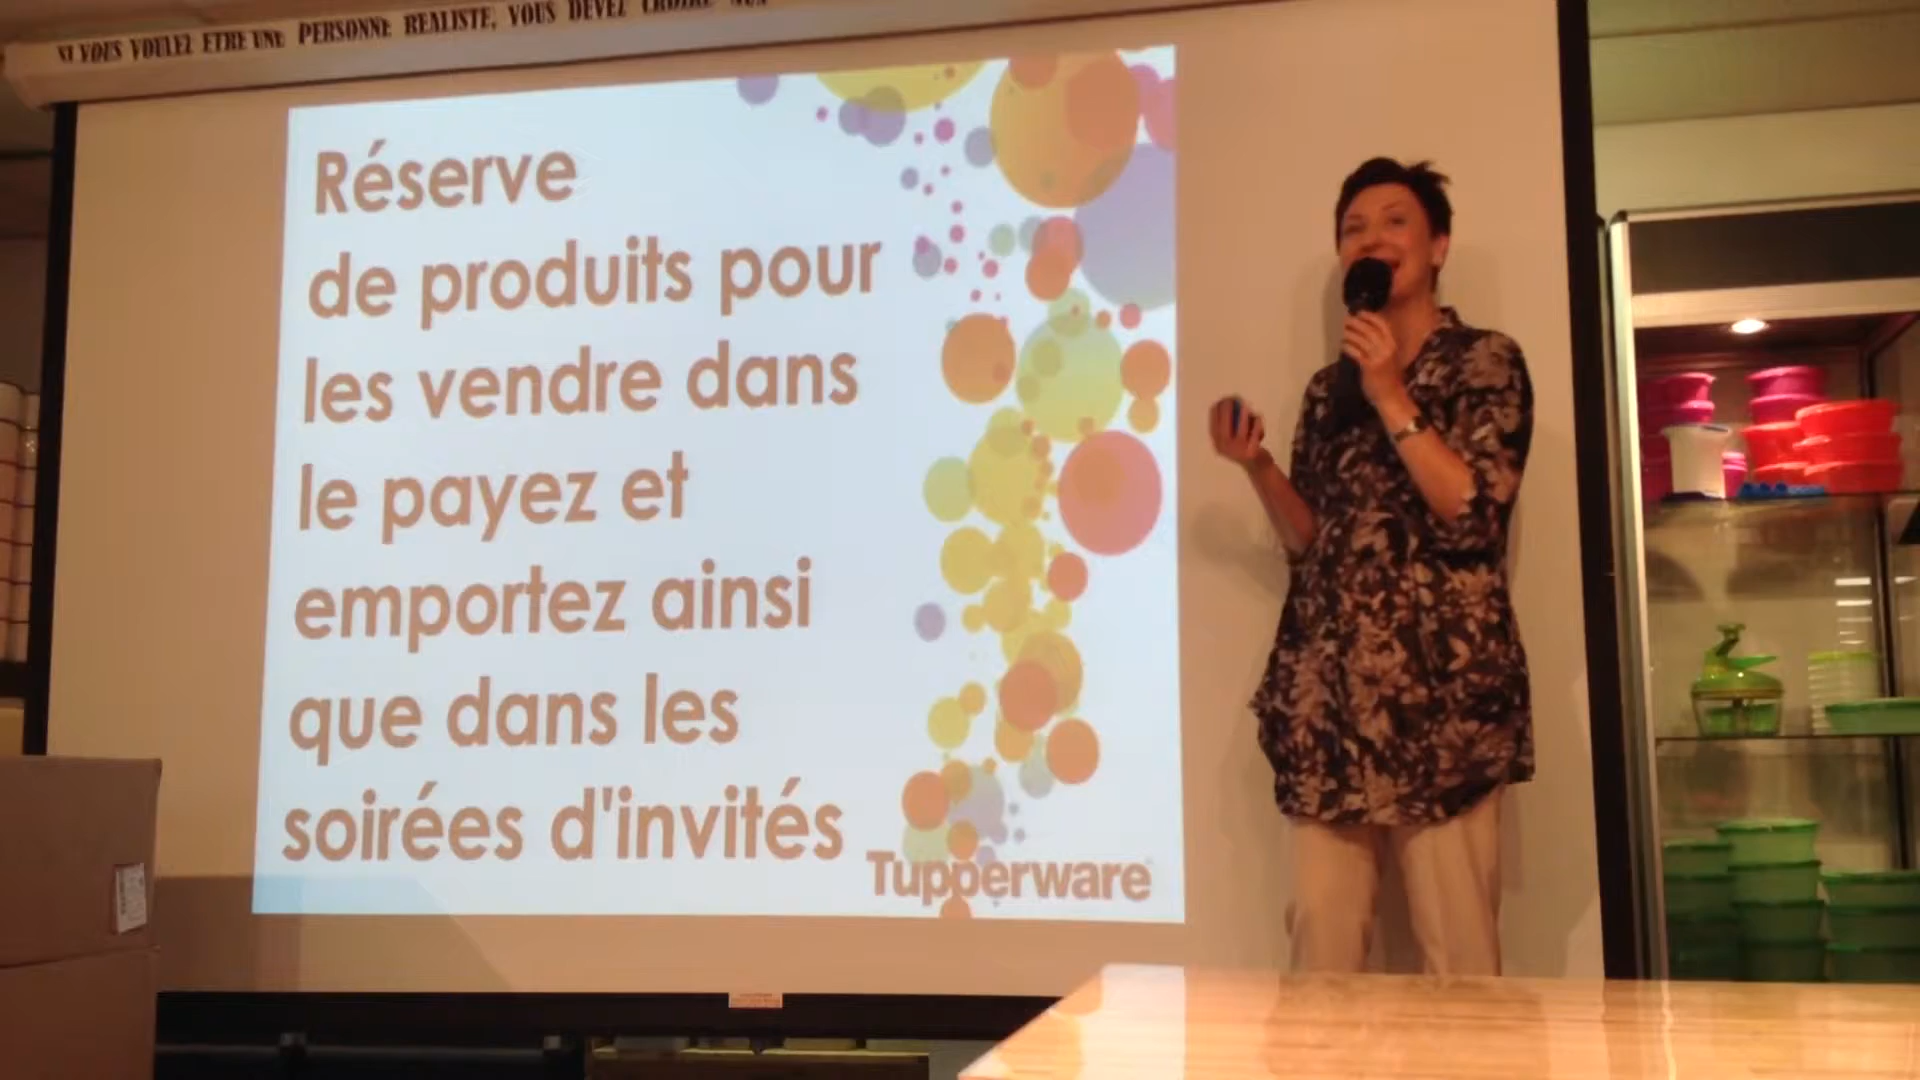 SI VOUS VOULEZ ETRE UNE PERSONNE REALISTE, VOUS DEVEZ CROIRE AUX
Réserve
de produits pour
les vendre dans
le payez et
emportez ainsi
que dans les
soirées d'invités
Tupperware